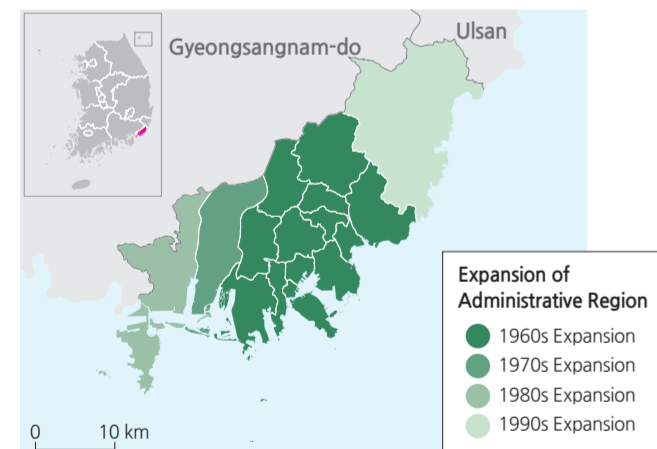 Gyeongsangnam-do
Ulsan
Expansion of
Administrative Region
1960s Expansion
1970s Expansion
1980s Expansion
1990s Expansion
0 10 km